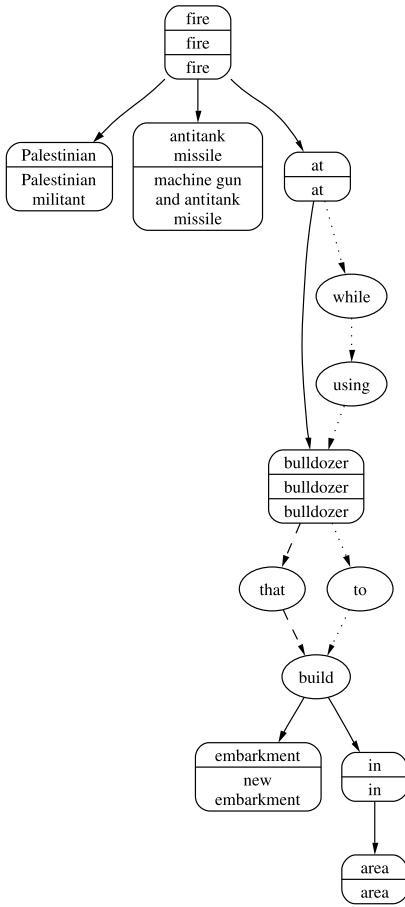 fire
fire
fire
Palestinian
Palestinian
militant
antitank
missile
machine gun
and antitank
missile
at
at
while
using
bulldozer
bulldozer
bulldozer
that
to
build
embarkment
new
embarkment
in
in
area
area